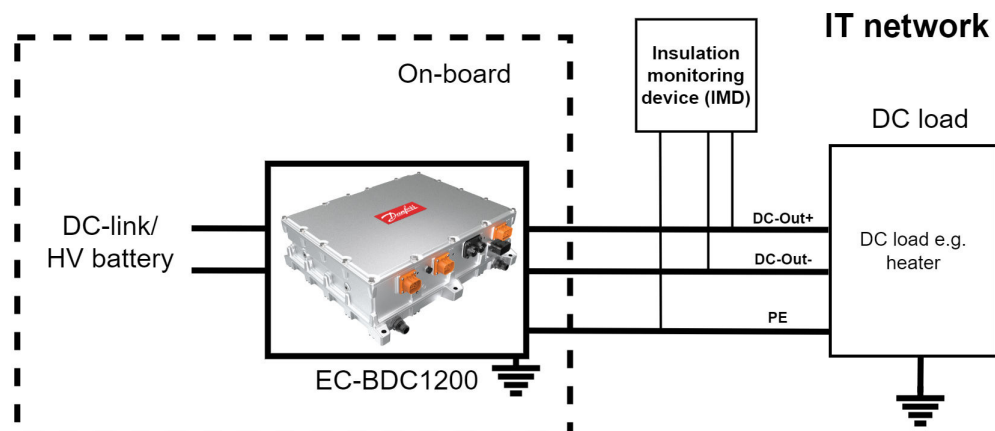 IT network
On-board
Insulation
monitoring
device (IMD)
DC load
DC-link/
HV battery
Danfoss
DC-Out+
DC-Out-
PE
DC load e.g.
heater
EC-BDC1200